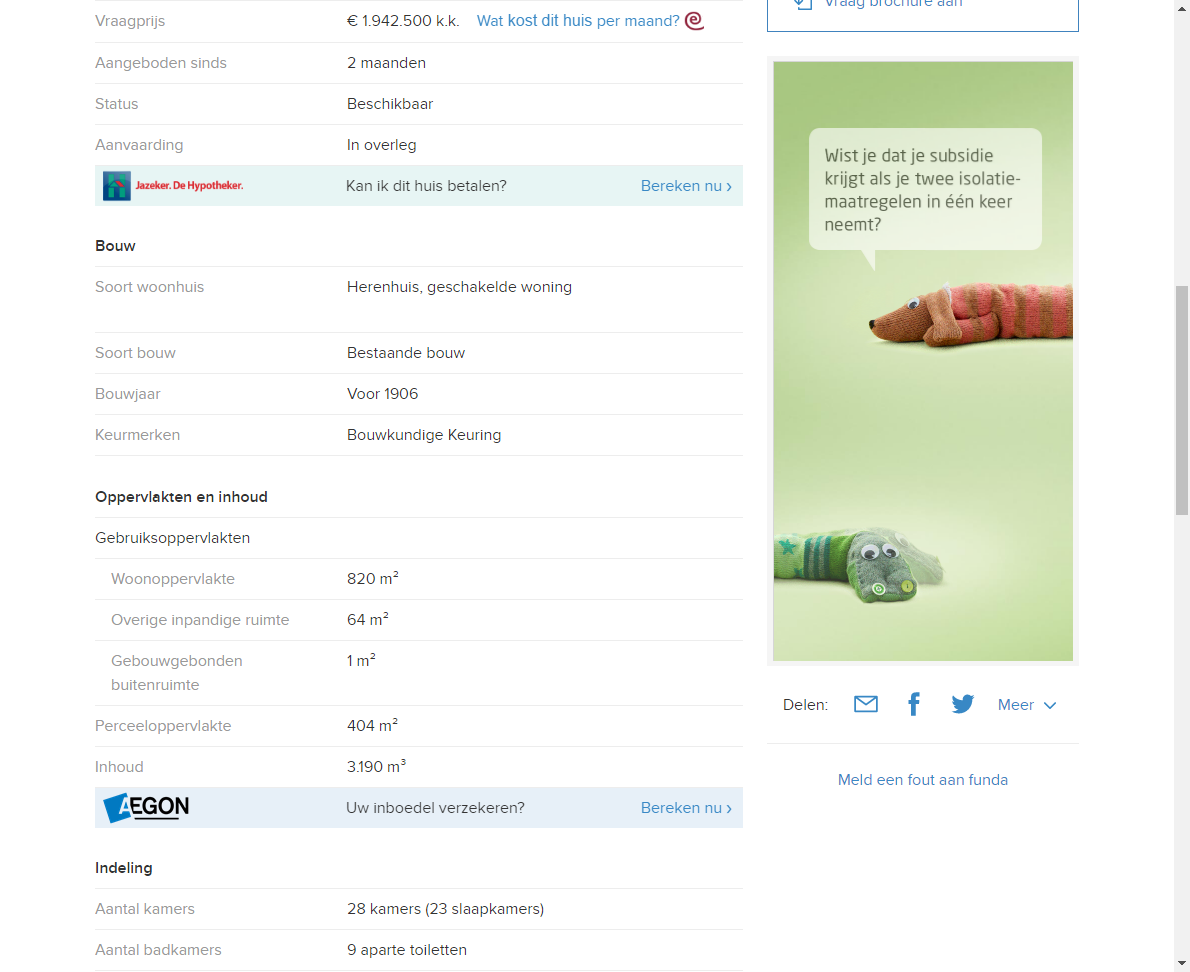 Vraagprijs € 1.942.500 k.k. Wat kost dit huis per maand?
Aangeboden sinds 2 maanden
Status Beschikbaar
Aanvaarding In overleg
Jazeker. De Hypotheker. Kan ik dit huis betalen? Bereken nu ›
Bouw
Soort woonhuis Herenhuis, geschakelde woning
Soort bouw Bestaande bouw
Bouwjaar Voor 1906
Keurmerken Bouwkundige Keuring
Oppervlakten en inhoud
Gebruiksoppervlakten
Woonoppervlakte 820 m²
Overige inpandige ruimte 64 m²
Gebouwgebonden 1 m²
buitenruimte
Perceeloppervlakte 404 m²
Inhoud 3.190 m³
AEGON Uw inboedel verzekeren? Bereken nu ›
Indeling
Aantal kamers 28 kamers (23 slaapkamers)
Aantal badkamers 9 aparte toiletten
Vraag brochure aan
Wist je dat je subsidie
krijgt als je twee isolatie-
maatregelen in één keer
neemt?
Delen: Meer
Meld een fout aan funda